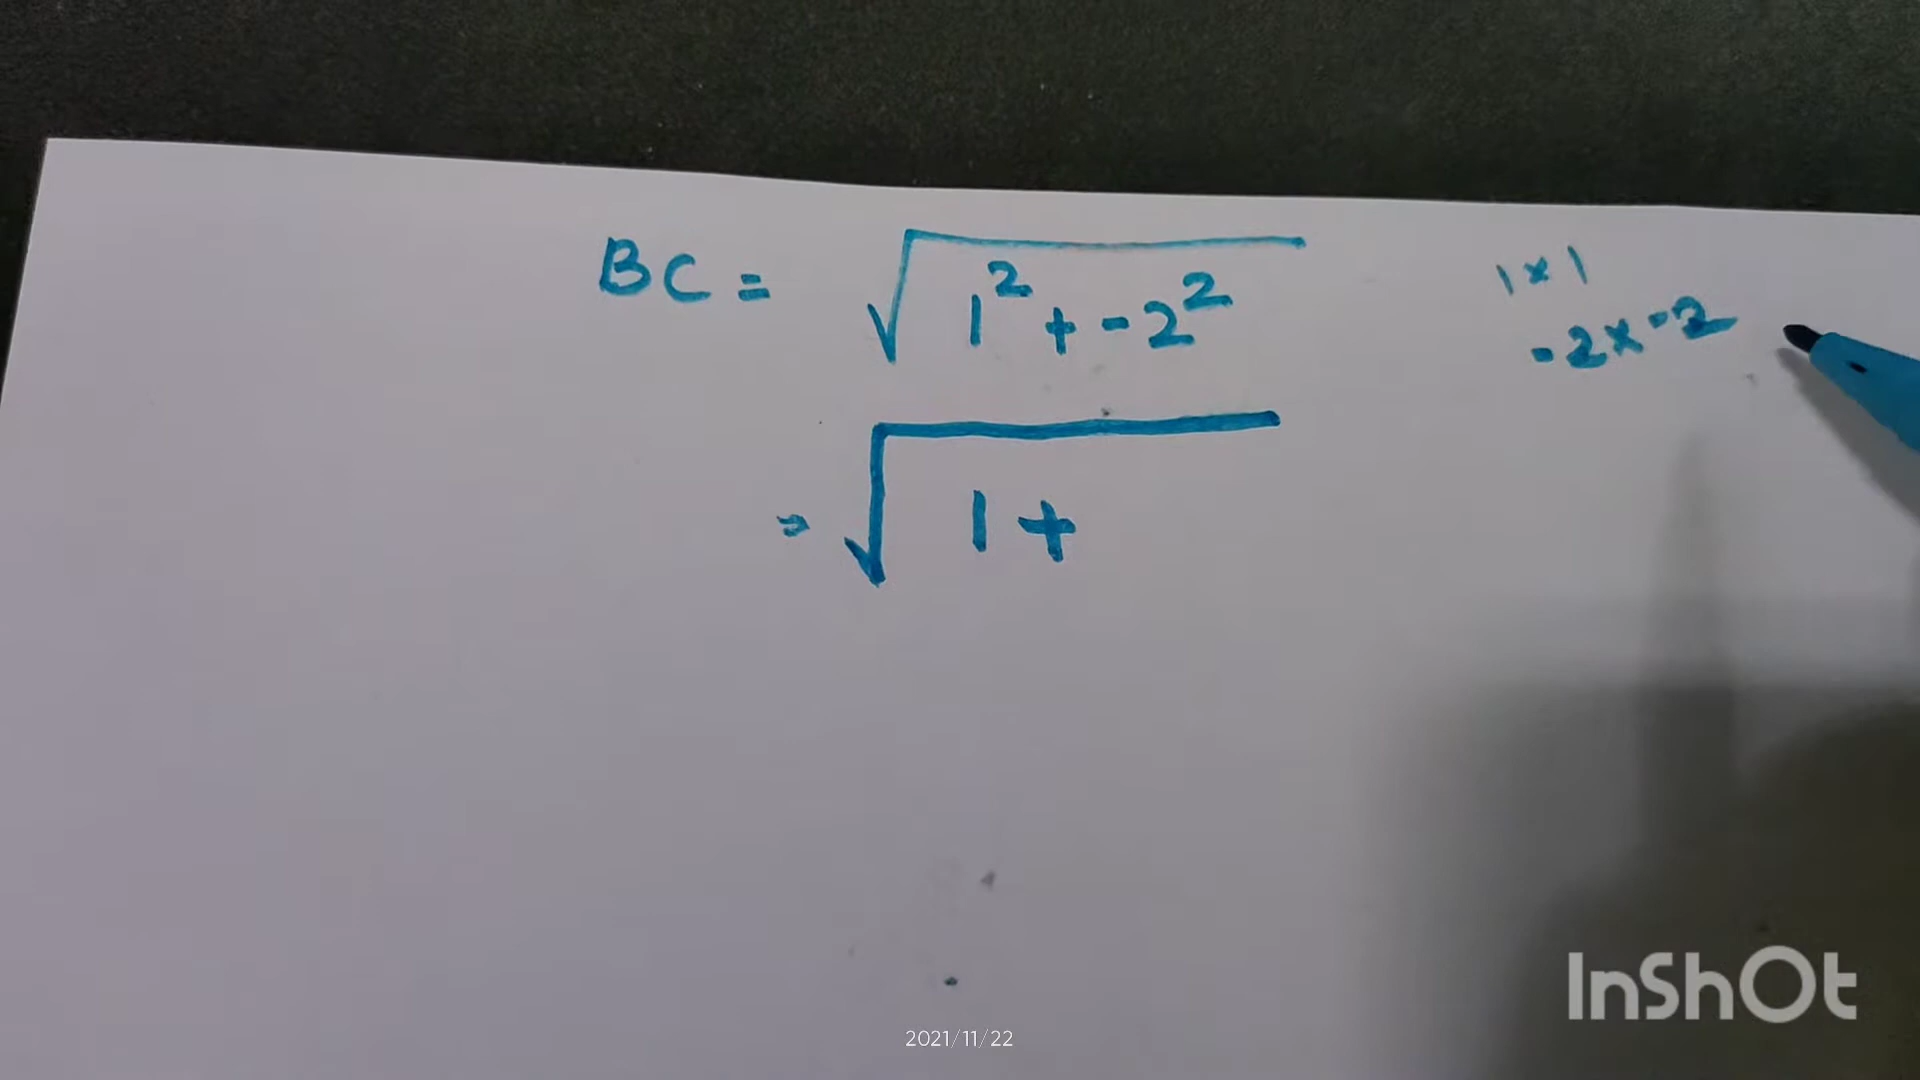 BC = √1² + -2²
1 × 1
-2 × -2
= √1 +
InShOt
2021/11/22